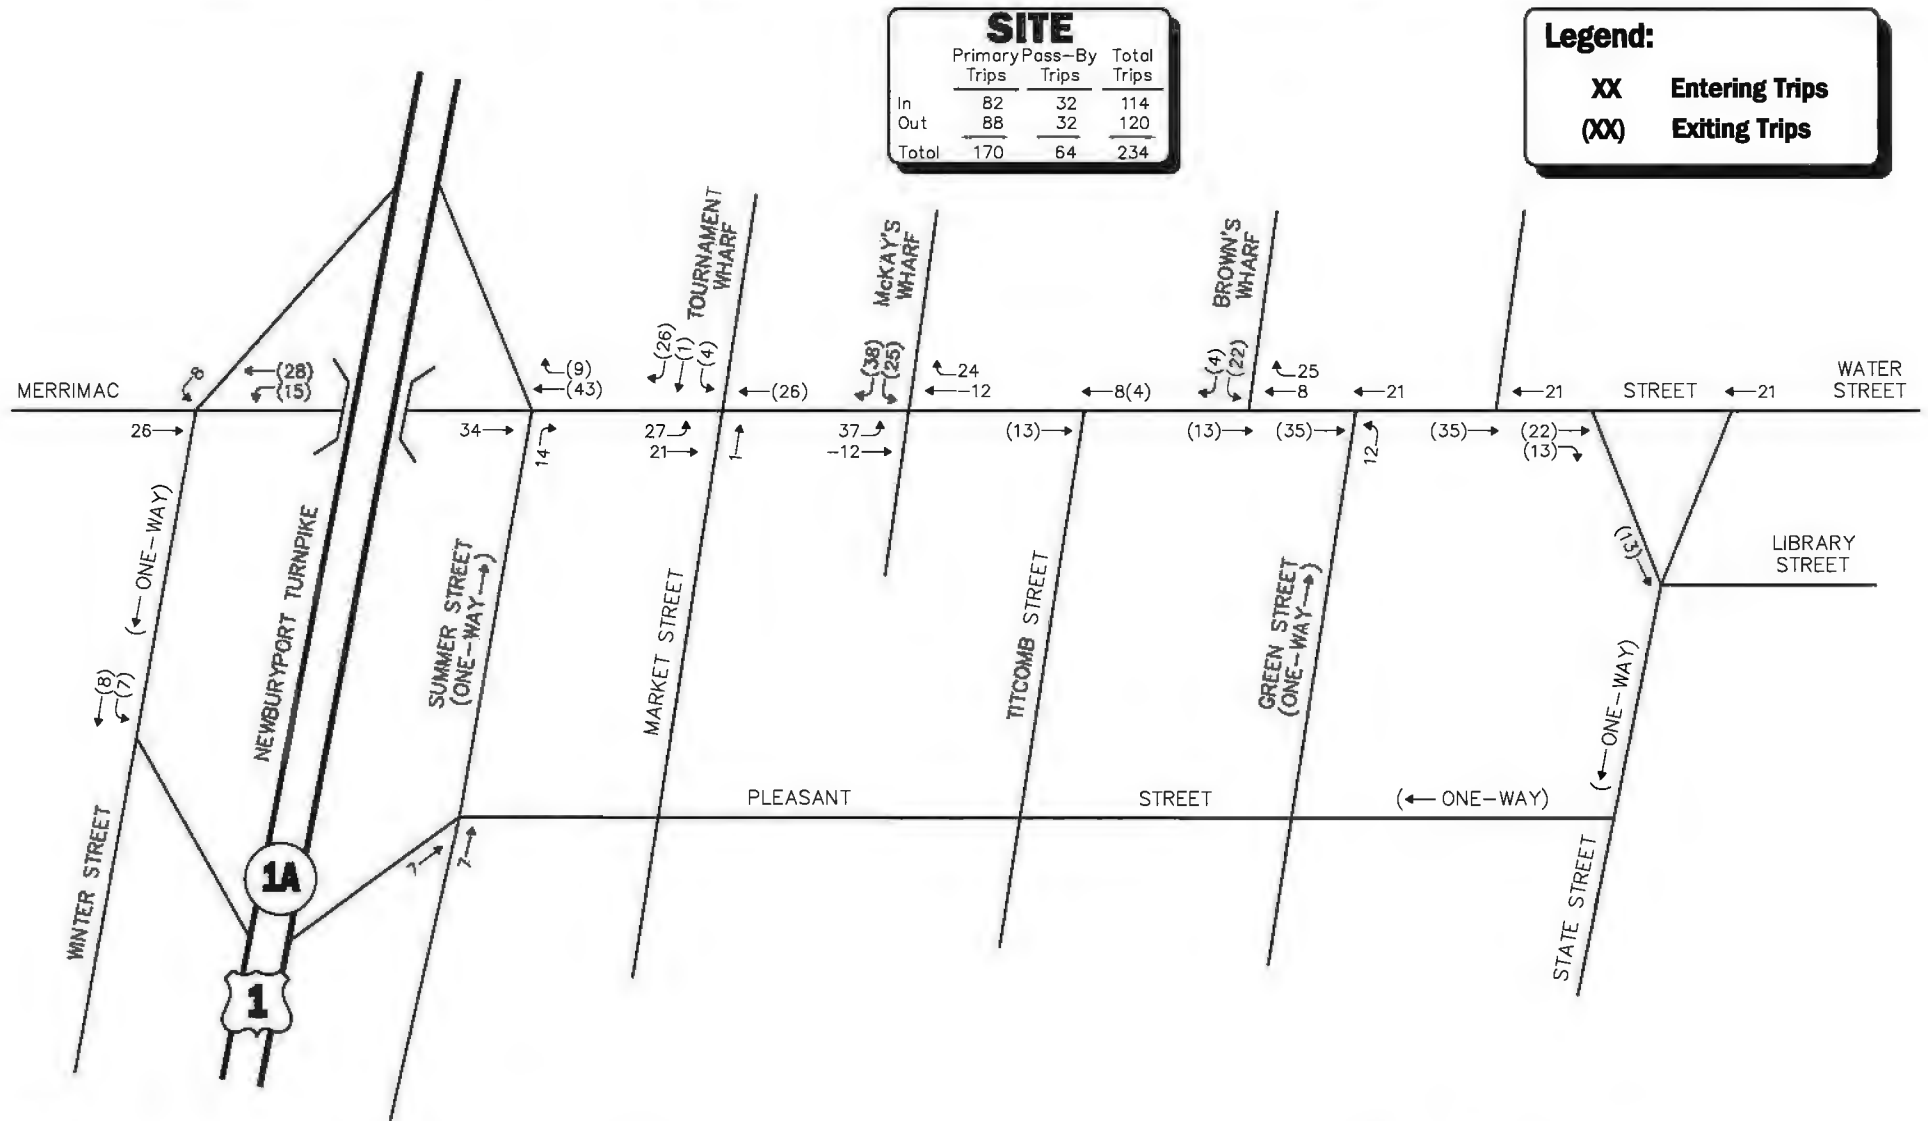 SITE
Primary Pass-By Total
Trips Trips Trips
In 82 32 114
Out 88 32 120
Total 170 64 234
Legend:
XX Entering Trips
(XX) Exiting Trips
TOURNAMENT
WHARF
McKAY'S
WHARF
BROWN'S
WHARF
MERRIMAC
STREET
WATER
STREET
8
(28)
(15)
(9)
(43)
(26)
(1)
(4)
(26)
(38)
(25)
24
-12
8(4)
(4)
(22)
25
8
21
21
21
26
34
14
27
21
1
37
-12
(13)
(13)
(35)
12
(35)
(22)
(13)
(13)
LIBRARY
STREET
(← ONE-WAY)
NEWBURYPORT TURNPIKE
SUMMER STREET
(ONE-WAY→)
MARKET STREET
TITCOMB STREET
GREEN STREET
(ONE-WAY→)
(← ONE-WAY)
(8)
(7)
PLEASANT
STREET
(← ONE-WAY)
7
7
WINTER STREET
STATE STREET
1A
1